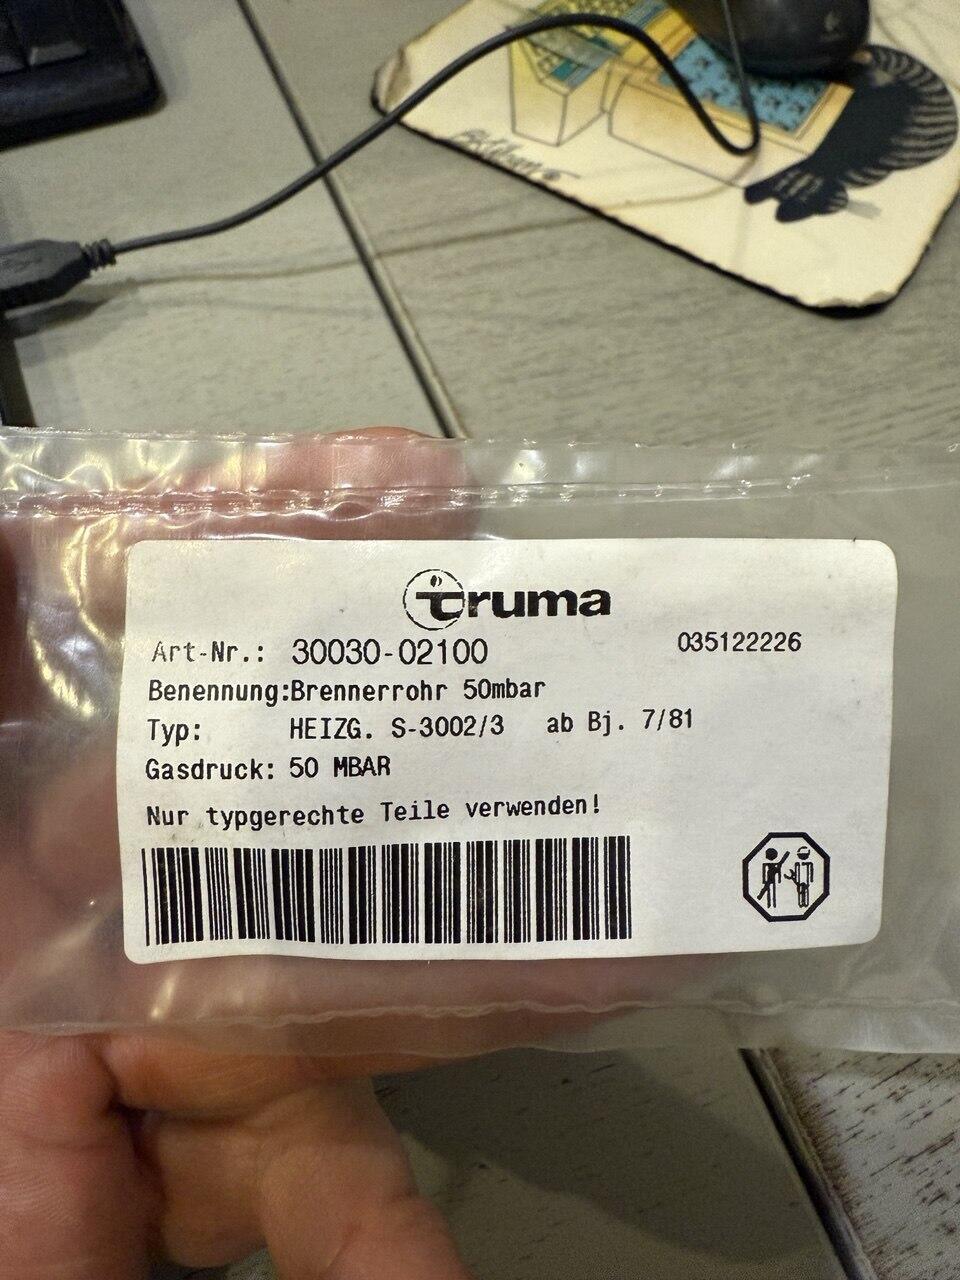 truma
Art-Nr.: 30030-02100 035122226
Benennung:Brennerrohr 50mbar
Typ: HEIZG. S-3002/3 ab Bj. 7/81
Gasdruck: 50 MBAR
Nur typgerechte Teile verwenden!